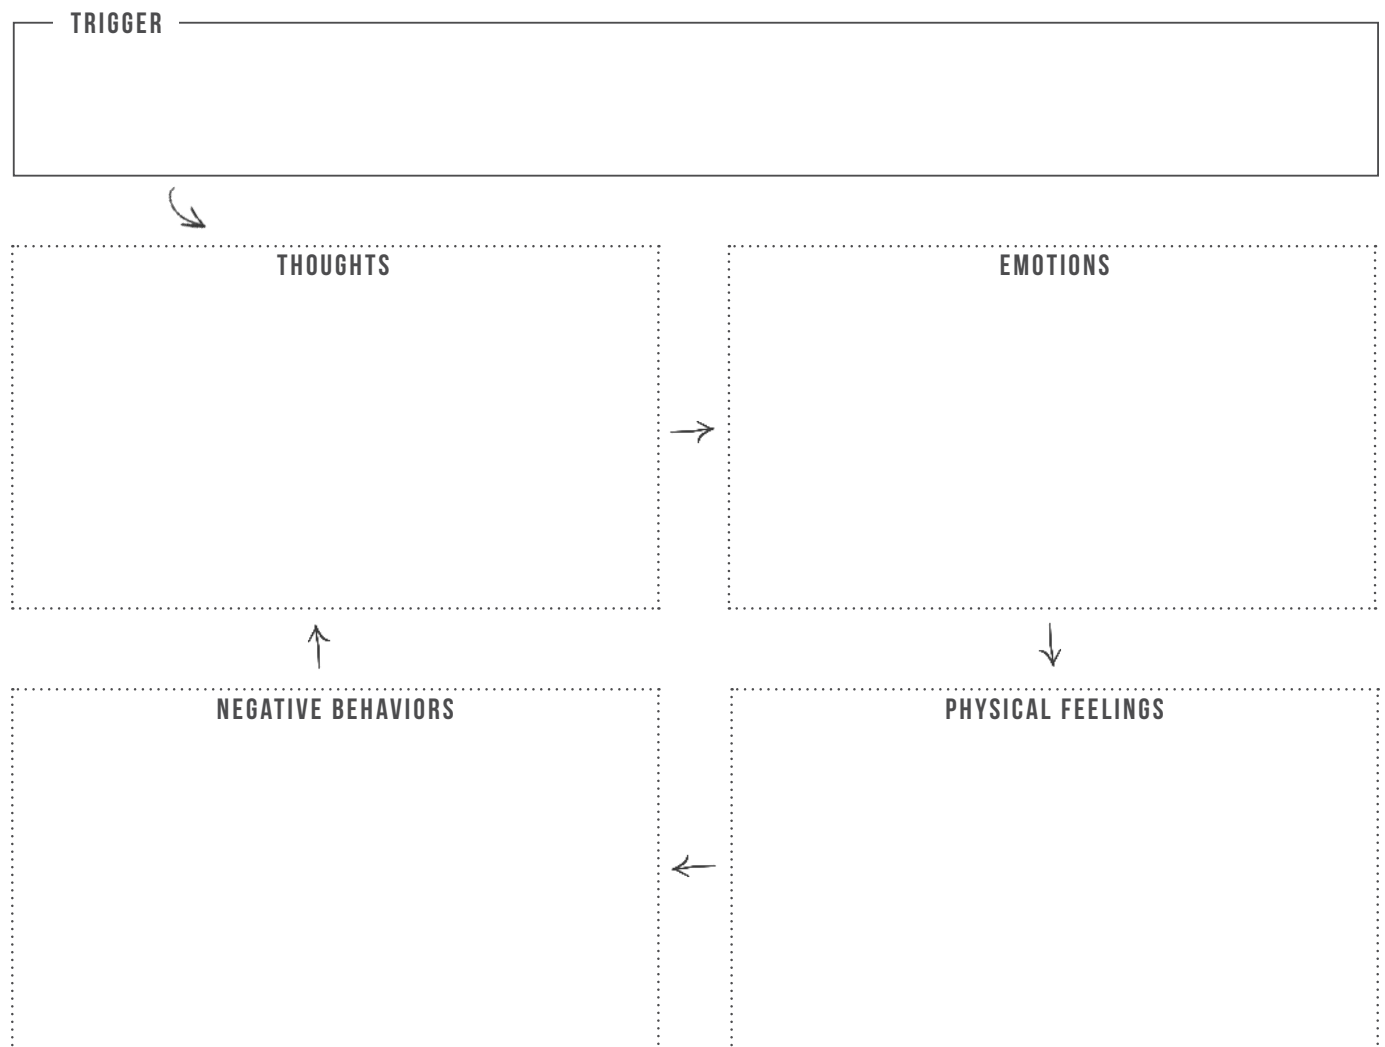 TRIGGER
THOUGHTS
EMOTIONS
NEGATIVE BEHAVIORS
PHYSICAL FEELINGS